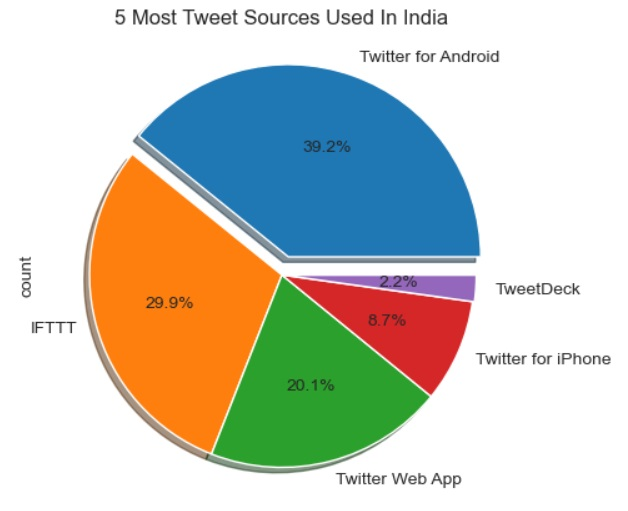 5 Most Tweet Sources Used In India
Twitter for Android
39.2%
count
IFTTT
29.9%
2.2%
TweetDeck
8.7%
Twitter for iPhone
20.1%
Twitter Web App